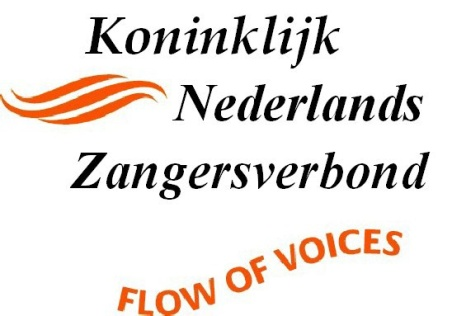 Koninklijk
Nederlands
Zangersverbond
FLOW OF VOICES